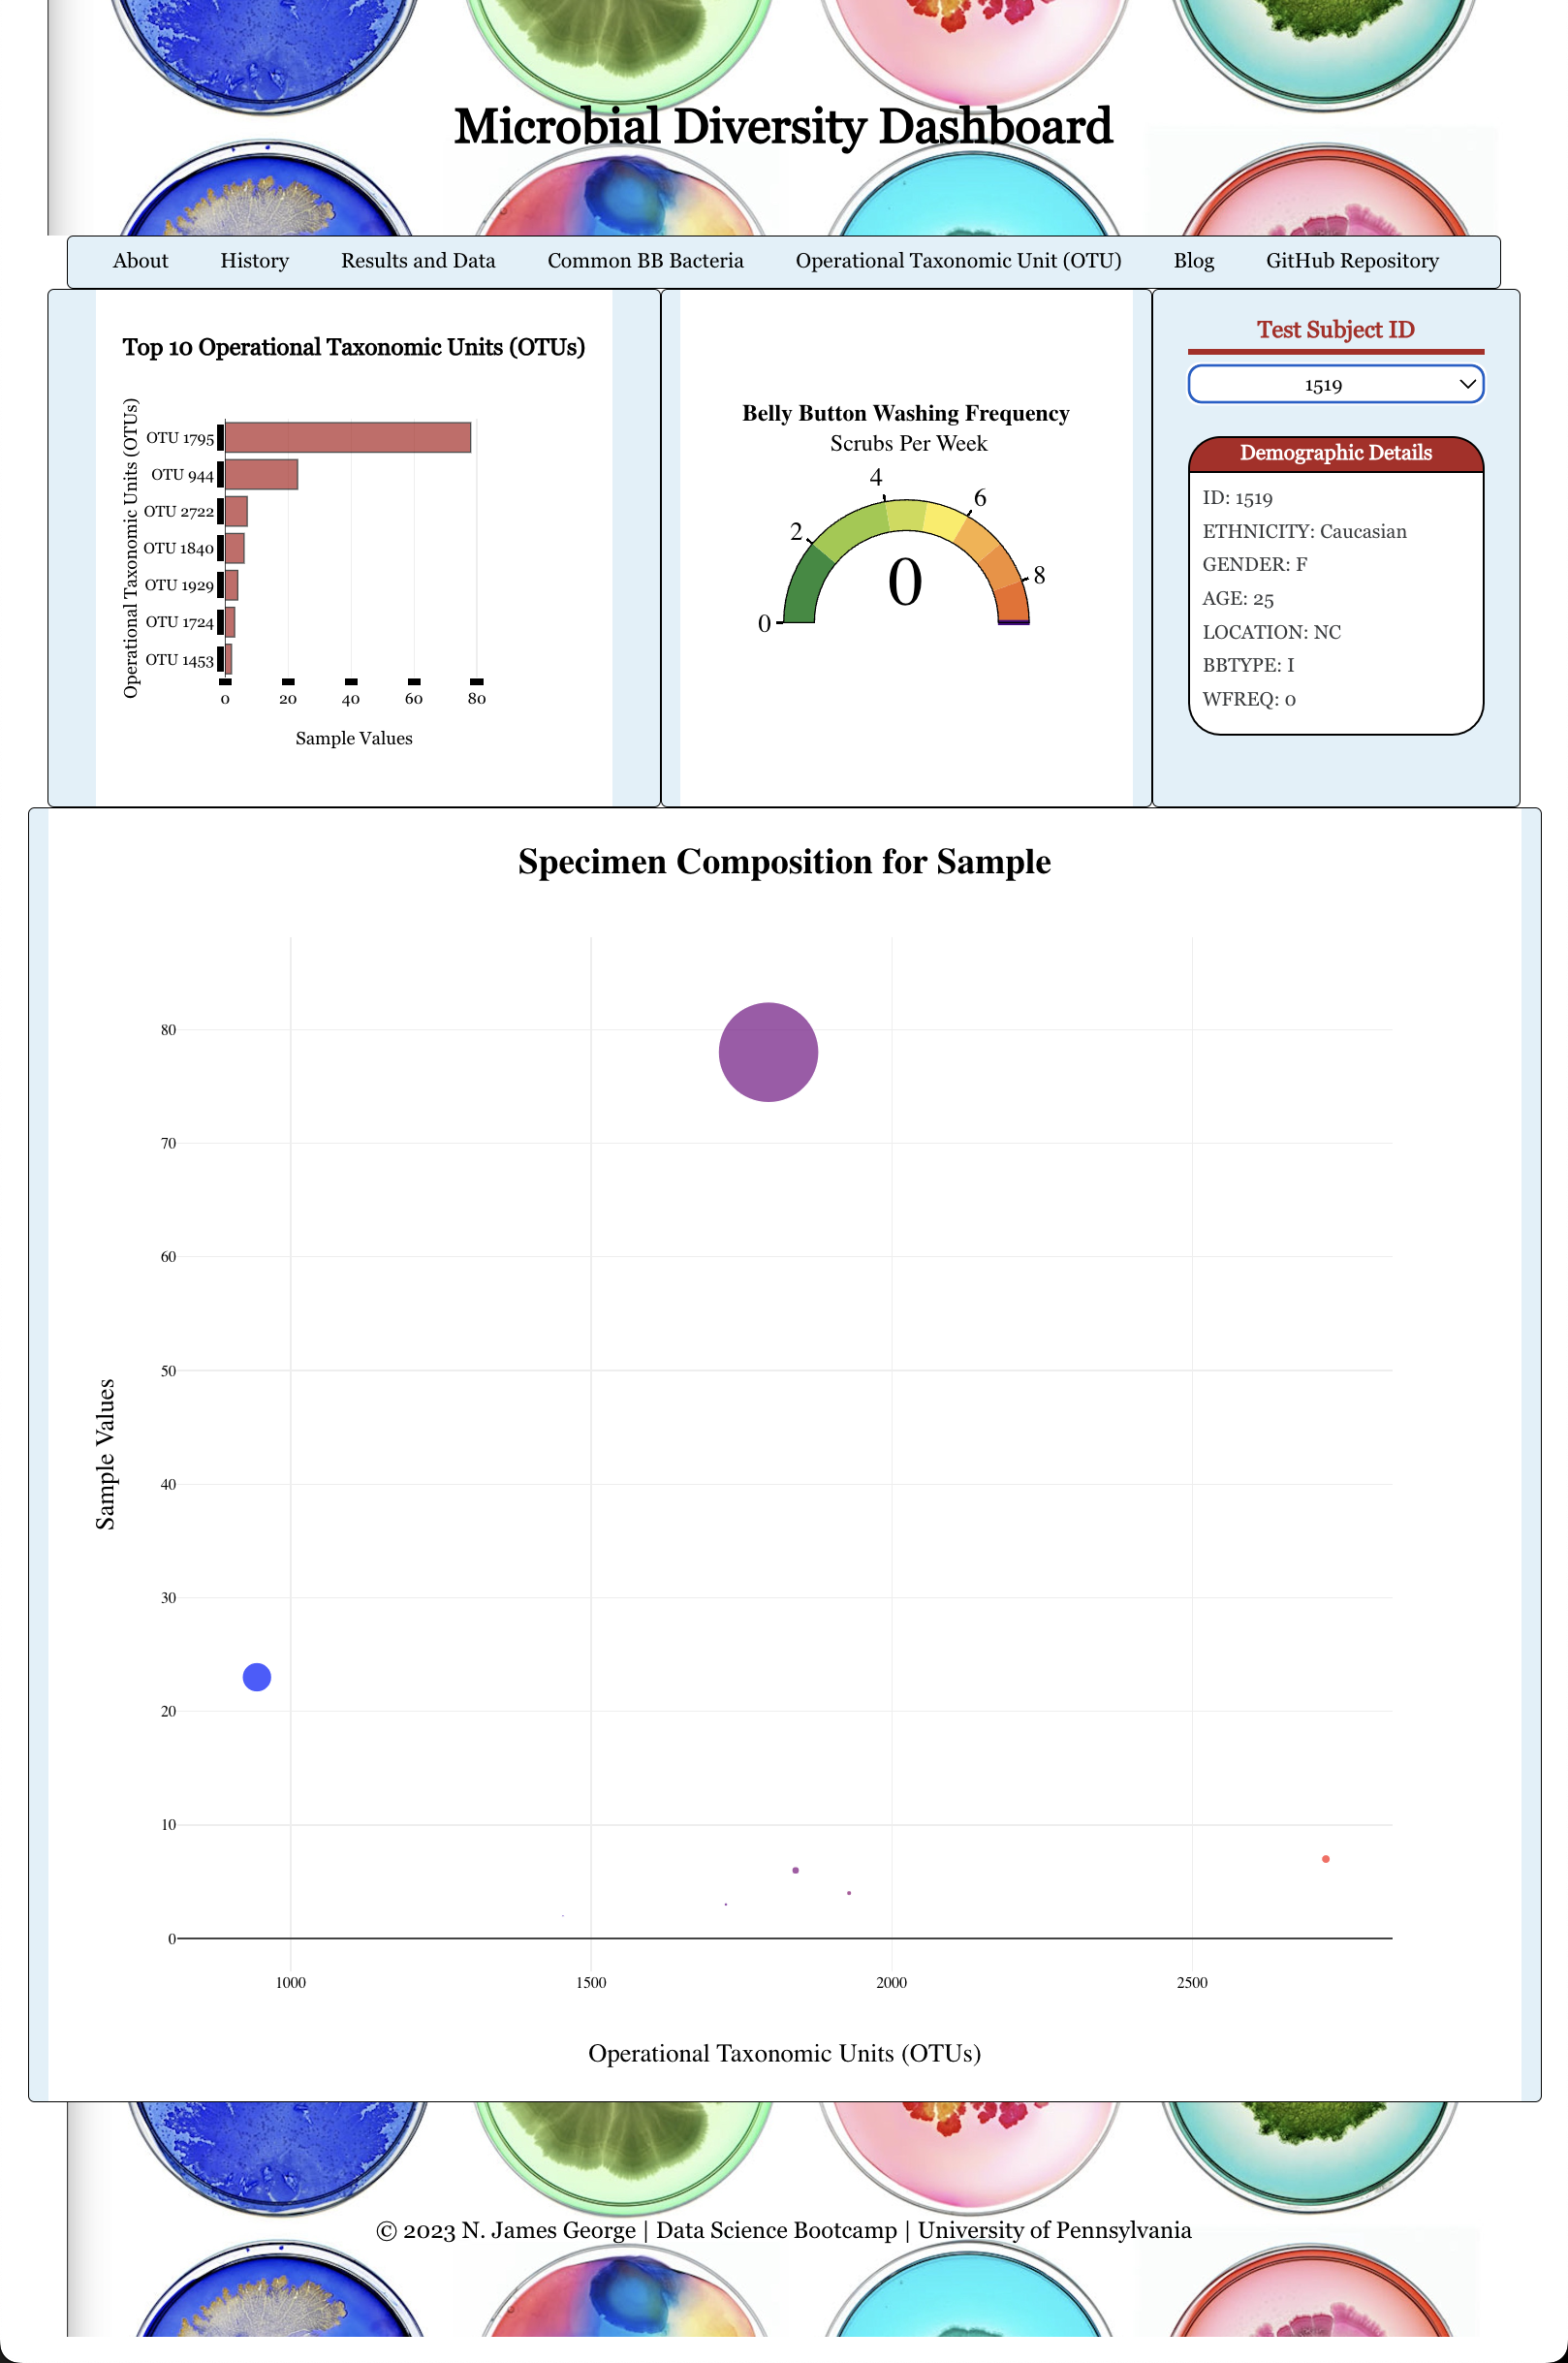 Microbial Diversity Dashboard
About History Results and Data Common BB Bacteria Operational Taxonomic Unit (OTU) Blog GitHub Repository
Top 10 Operational Taxonomic Units (OTUs)
Operational Taxonomic Units (OTUs)
OTU 1795
OTU 944
OTU 2722
OTU 1840
OTU 1929
OTU 1724
OTU 1453
0 20 40 60 80
Sample Values
Belly Button Washing Frequency
Scrubs Per Week
0 2 4 6 8
0
Test Subject ID
1519
Demographic Details
ID: 1519
ETHNICITY: Caucasian
GENDER: F
AGE: 25
LOCATION: NC
BBTYPE: I
WFREQ: 0
Specimen Composition for Sample
Sample Values
80
70
60
50
40
30
20
10
0
1000 1500 2000 2500
Operational Taxonomic Units (OTUs)
© 2023 N. James George | Data Science Bootcamp | University of Pennsylvania